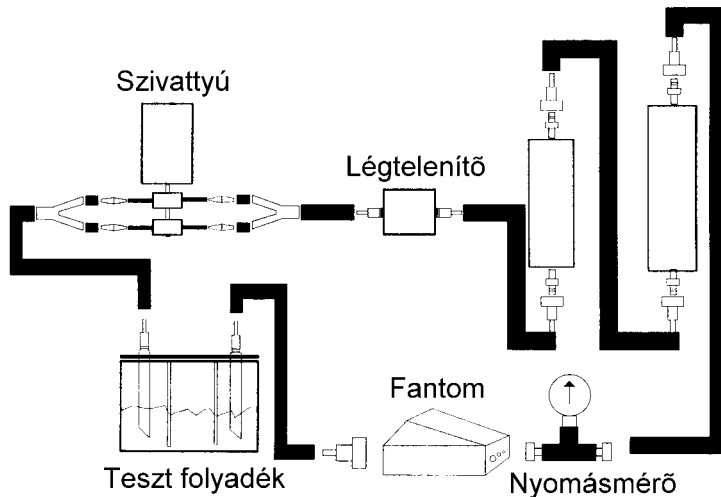 Szivattyú
Légtelenítõ
Fantom
Teszt folyadék
Nyomásmérõ